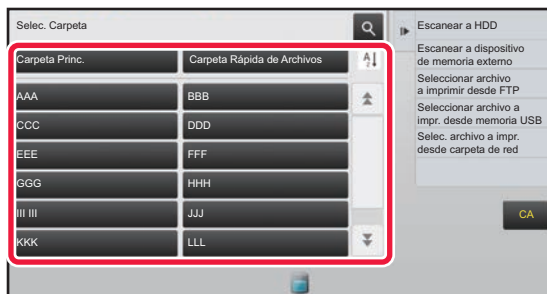 Selec. Carpeta
Carpeta Princ.
Carpeta Rápida de Archivos
AAA
BBB
CCC
DDD
EEE
FFF
GGG
HHH
III III
JJJ
KKK
LLL
Escanear a HDD
Escanear a dispositivo
de memoria externo
Seleccionar archivo
a imprimir desde FTP
Seleccionar archivo a
impr. desde memoria USB
Selec. archivo a impr.
desde carpeta de red
CA